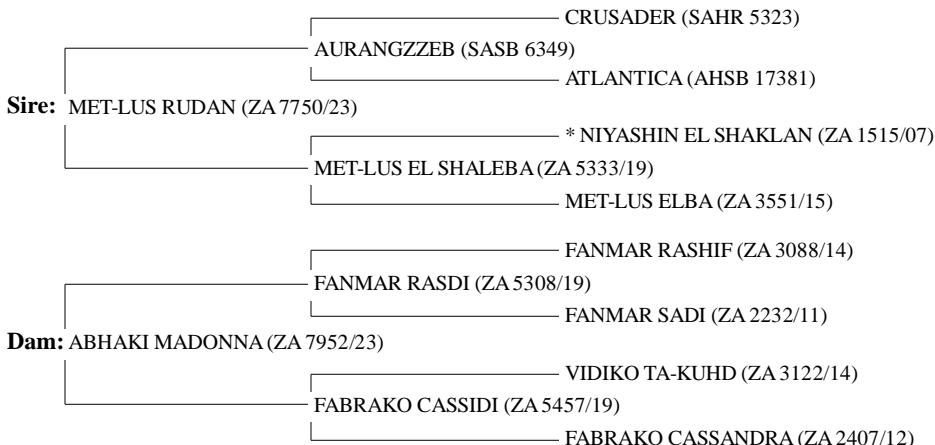 CRUSADER (SAHR 5323)
AURANGZZEB (SASB 6349)
ATLANTICA (AHSB 17381)
Sire: MET-LUS RUDAN (ZA 7750/23)
* NIYASHIN EL SHAKLAN (ZA 1515/07)
MET-LUS EL SHALEBA (ZA 5333/19)
MET-LUS ELBA (ZA 3551/15)
FANMAR RASHIF (ZA 3088/14)
FANMAR RASDI (ZA 5308/19)
FANMAR SADI (ZA 2232/11)
Dam: ABHAKI MADONNA (ZA 7952/23)
VIDIKO TA-KUHD (ZA 3122/14)
FABRAKO CASSIDI (ZA 5457/19)
FABRAKO CASSANDRA (ZA 2407/12)